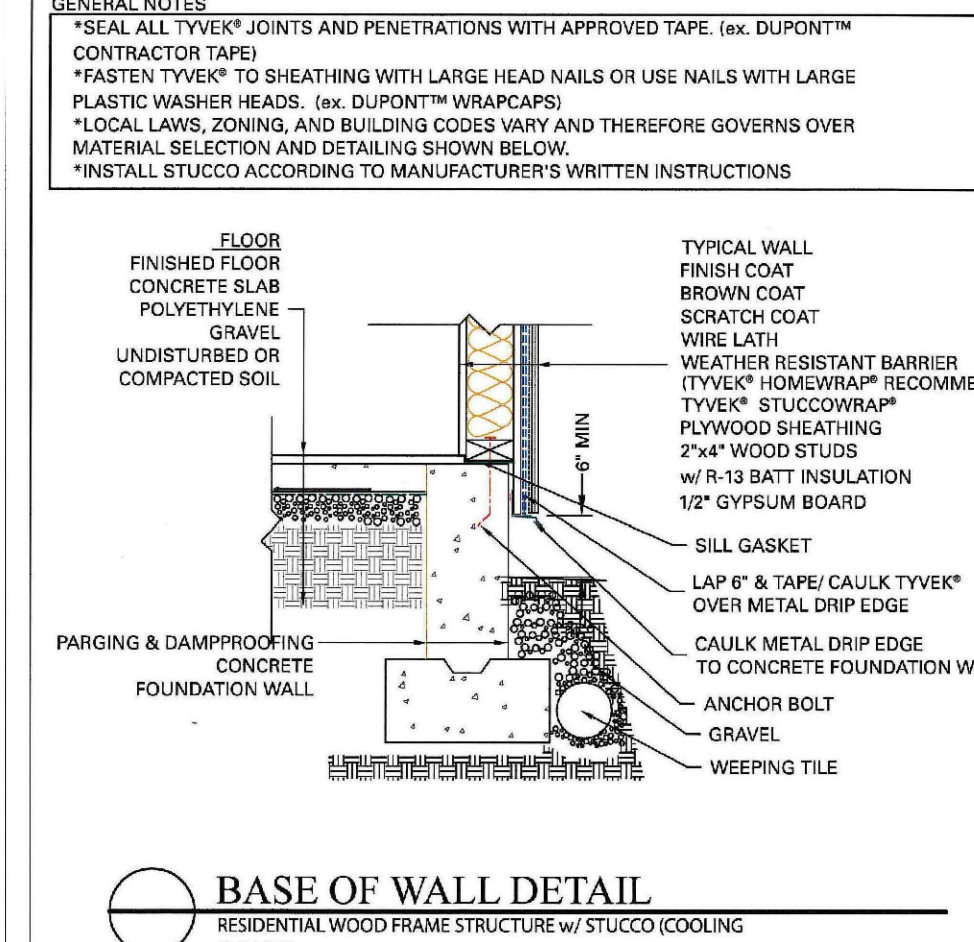 GENERAL NOTES
*SEAL ALL TYVEK® JOINTS AND PENETRATIONS WITH APPROVED TAPE. (ex. DUPONT™
CONTRACTOR TAPE)
*FASTEN TYVEK® TO SHEATHING WITH LARGE HEAD NAILS OR USE NAILS WITH LARGE
PLASTIC WASHER HEADS. (ex. DUPONT™ WRAPCAPS)
*LOCAL LAWS, ZONING, AND BUILDING CODES VARY AND THEREFORE GOVERNS OVER
MATERIAL SELECTION AND DETAILING SHOWN BELOW.
*INSTALL STUCCO ACCORDING TO MANUFACTURER'S WRITTEN INSTRUCTIONS
FLOOR
FINISHED FLOOR
CONCRETE SLAB
POLYETHYLENE
GRAVEL
UNDISTURBED OR
COMPACTED SOIL
PARGING & DAMPPROOFING
CONCRETE
FOUNDATION WALL
6" MIN
TYPICAL WALL
FINISH COAT
BROWN COAT
SCRATCH COAT
WIRE LATH
WEATHER RESISTANT BARRIER
(TYVEK® HOMEWRAP® RECOMME
TYVEK® STUCCOWRAP®
PLYWOOD SHEATHING
2"x4" WOOD STUDS
w/ R-13 BATT INSULATION
1/2" GYPSUM BOARD
SILL GASKET
LAP 6" & TAPE/ CAULK TYVEK®
OVER METAL DRIP EDGE
CAULK METAL DRIP EDGE
TO CONCRETE FOUNDATION W
ANCHOR BOLT
GRAVEL
WEEPING TILE
BASE OF WALL DETAIL
RESIDENTIAL WOOD FRAME STRUCTURE w/ STUCCO (COOLING